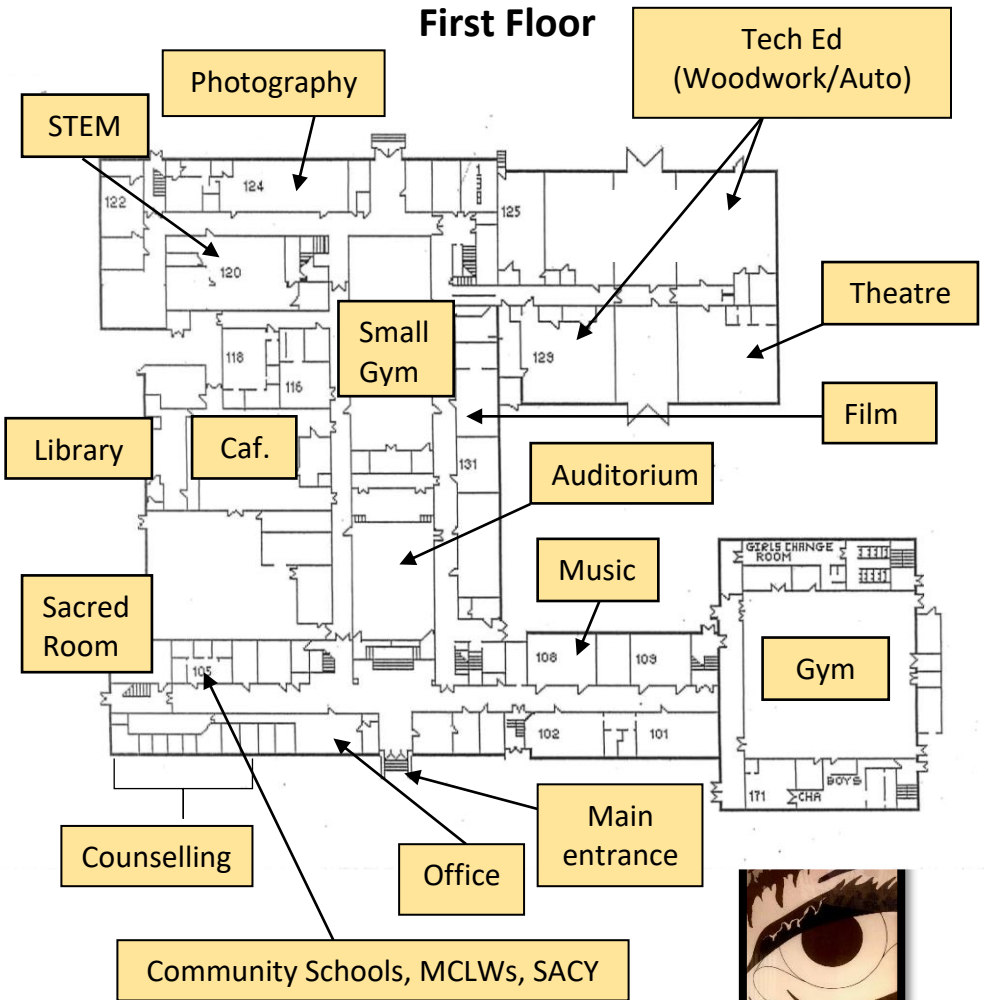 First Floor
Tech Ed
(Woodwork/Auto)
Photography
STEM
124
122
125
120
Theatre
Small
Gym
129
118
116
Film
Library
Caf.
131
Auditorium
GIRLS CHANGE
ROOM
Music
Sacred
Room
108
109
Gym
105
102
101
BOYS
171
CHA
Main
entrance
Counselling
Office
Community Schools, MCLWs, SACY